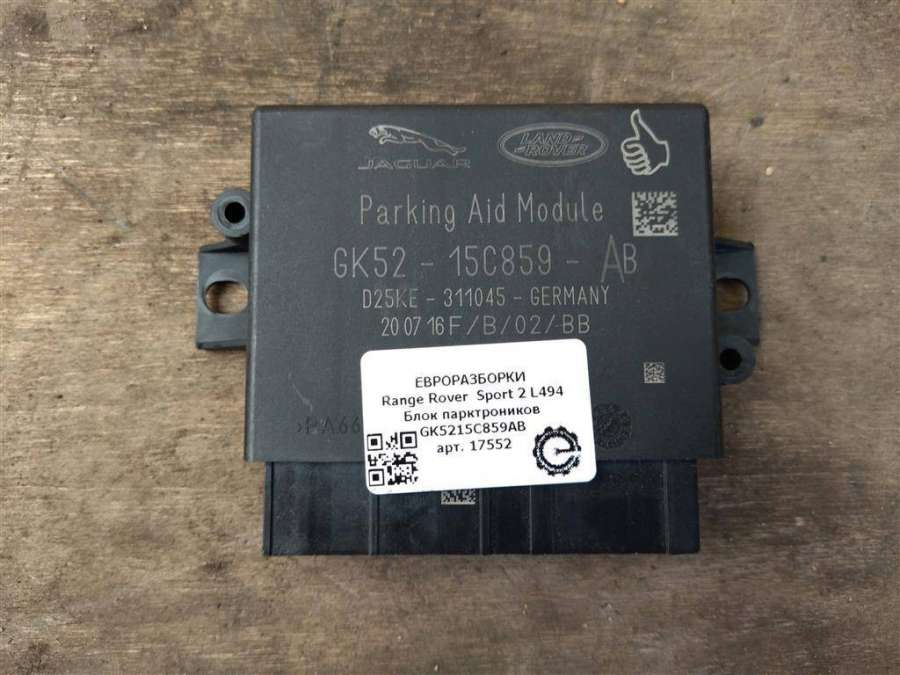 JAGUAR
LAND ROVER
Parking Aid Module
GK52 - 15C859 - AB
D25KE - 311045 - GERMANY
20 07 16 F/B/02/-BB
ЕВРОРАЗБОРКИ
Range Rover Sport 2 L494
Блок парктроников
GK5215C859AB
арт. 17552